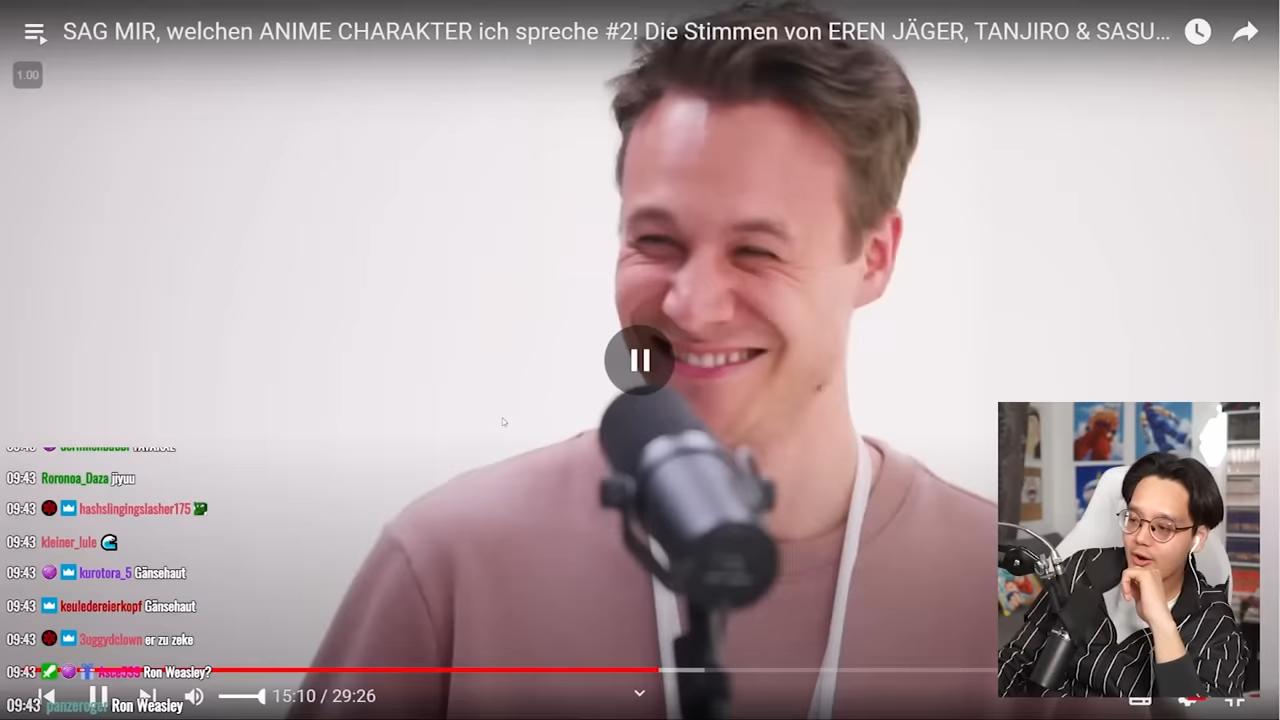 SAG MIR, welchen ANIME CHARAKTER ich spreche #2! Die Stimmen von EREN JÄGER, TANJIRO & SASU...
1.00
09:43 Roronoa_Daza jiyuu
09:43 hashslingingslasher175
09:43 kleiner_lule
09:43 kurotora_5 Gänsehaut
09:43 keuledereierkopf Gänsehaut
09:43 3uggydclown er zu zeke
09:43 Ron Weasley?
15:10 / 29:26
09:43 panzeroger Ron Weasley